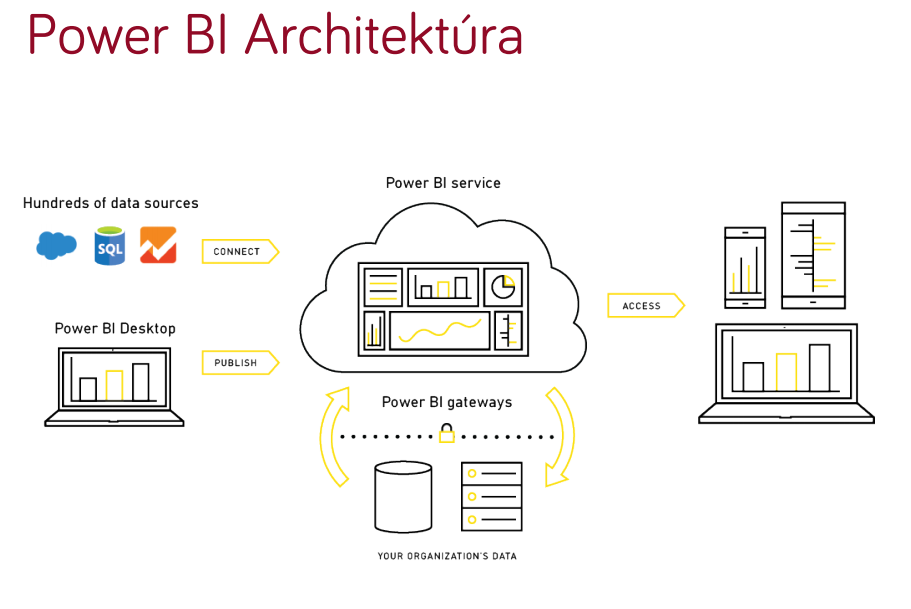 Power BI Architektúra
Power BI service
Hundreds of data sources
SQL
CONNECT
ACCESS
Power BI Desktop
PUBLISH
Power BI gateways
YOUR ORGANIZATION'S DATA